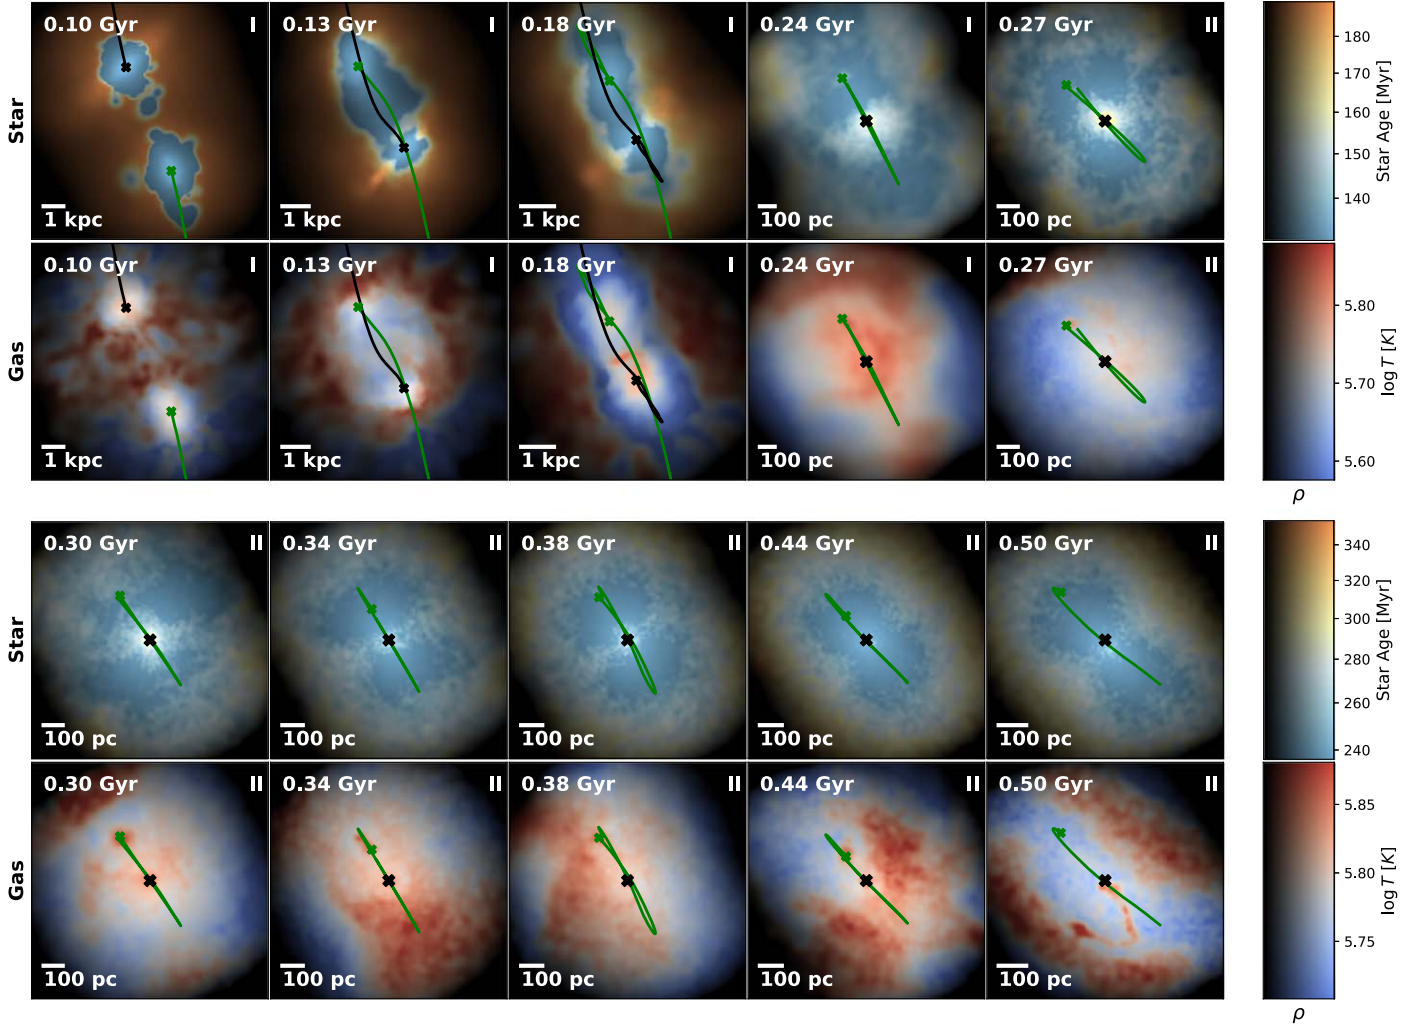 Star
0.10 Gyr I 1 kpc
0.13 Gyr I 1 kpc
0.18 Gyr I 1 kpc
0.24 Gyr I 100 pc
0.27 Gyr II 100 pc
180
170
160
150
140
Star Age [Myr]
Gas
0.10 Gyr I 1 kpc
0.13 Gyr I 1 kpc
0.18 Gyr I 1 kpc
0.24 Gyr I 100 pc
0.27 Gyr II 100 pc
5.80
5.70
5.60
log T [K]
ρ
Star
0.30 Gyr II 100 pc
0.34 Gyr II 100 pc
0.38 Gyr II 100 pc
0.44 Gyr II 100 pc
0.50 Gyr II 100 pc
340
320
300
280
260
240
Star Age [Myr]
Gas
0.30 Gyr II 100 pc
0.34 Gyr II 100 pc
0.38 Gyr II 100 pc
0.44 Gyr II 100 pc
0.50 Gyr II 100 pc
5.85
5.80
5.75
log T [K]
ρ